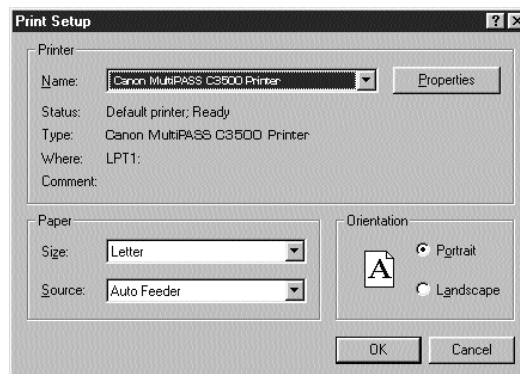 Print Setup
Printer
Name: Canon MultiPASS C3500 Printer Properties
Status: Default printer; Ready
Type: Canon MultiPASS C3500 Printer
Where: LPT1:
Comment:
Paper
Size: Letter
Source: Auto Feeder
Orientation
A
Portrait
Landscape
OK Cancel